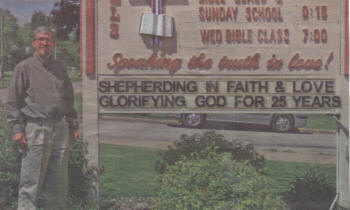 SUNDAY SCHOOL 9:15
WED BIBLE CLASS 7:00
Speaking the truth in love!
SHEPHERDING IN FAITH & LOVE
GLORIFYING GOD FOR 25 YEARS